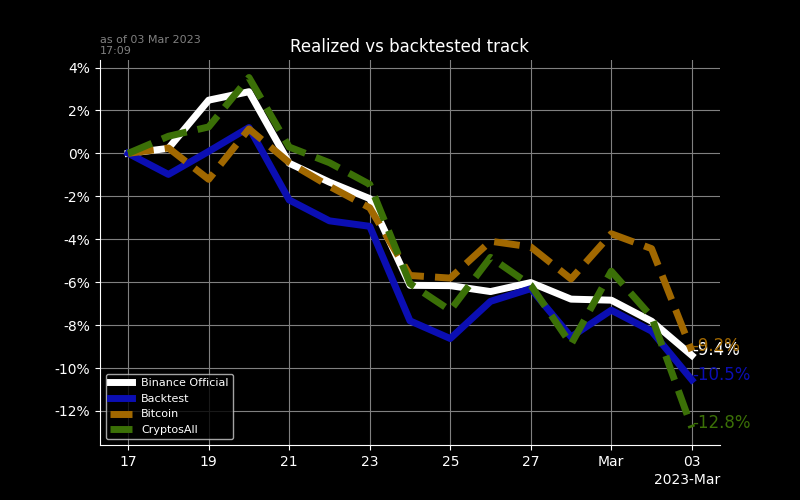 as of 03 Mar 2023
17:09
Realized vs backtested track
4%
2%
0%
-2%
-4%
-6%
-8%
-10%
-12%
-9.2%
-9.4%
-10.5%
-12.8%
Binance Official
Backtest
Bitcoin
CryptosAll
17 19 21 23 25 27 Mar 03
2023-Mar